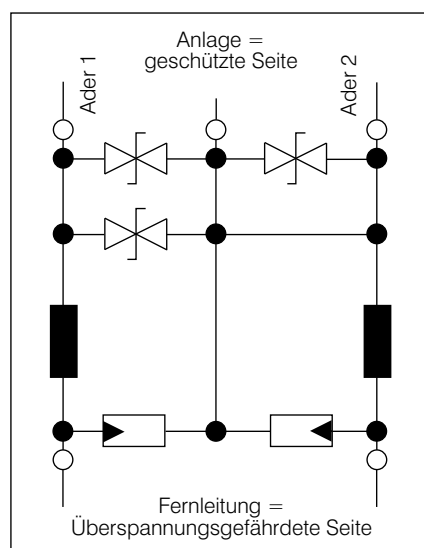 Anlage =
geschützte Seite
Ader 1
Ader 2
Fernleitung =
Überspannungsgefährdete Seite